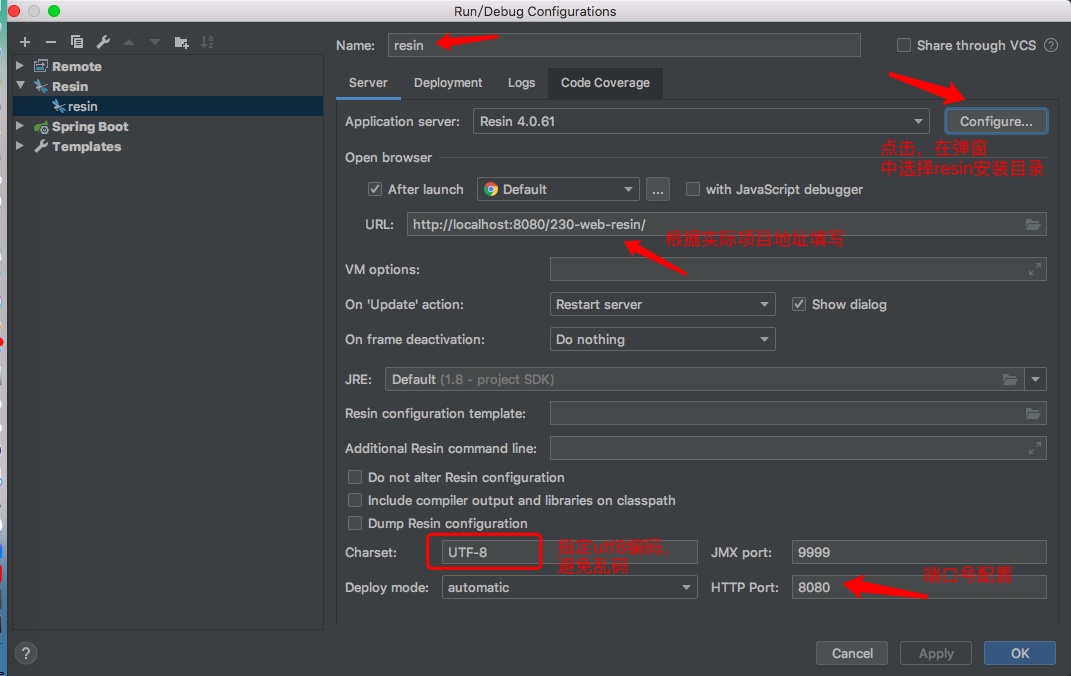 Run/Debug Configurations
Name: resin
Share through VCS ?
Remote
Resin
resin
Spring Boot
Templates
Server Deployment Logs Code Coverage
Application server: Resin 4.0.61 Configure...
点击，在弹窗
中选择resin安装目录
Open browser
After launch Default ... with JavaScript debugger
URL: http://localhost:8080/230-web-resin/
根据实际项目地址填写
VM options:
On 'Update' action: Restart server Show dialog
On frame deactivation: Do nothing
JRE: Default (1.8 - project SDK)
Resin configuration template:
Additional Resin command line:
Do not alter Resin configuration
Include compiler output and libraries on classpath
Dump Resin configuration
Charset: UTF-8 指定utf8编码，
避免乱码
JMX port: 9999
Deploy mode: automatic HTTP Port: 8080
端口号配置
? Cancel Apply OK